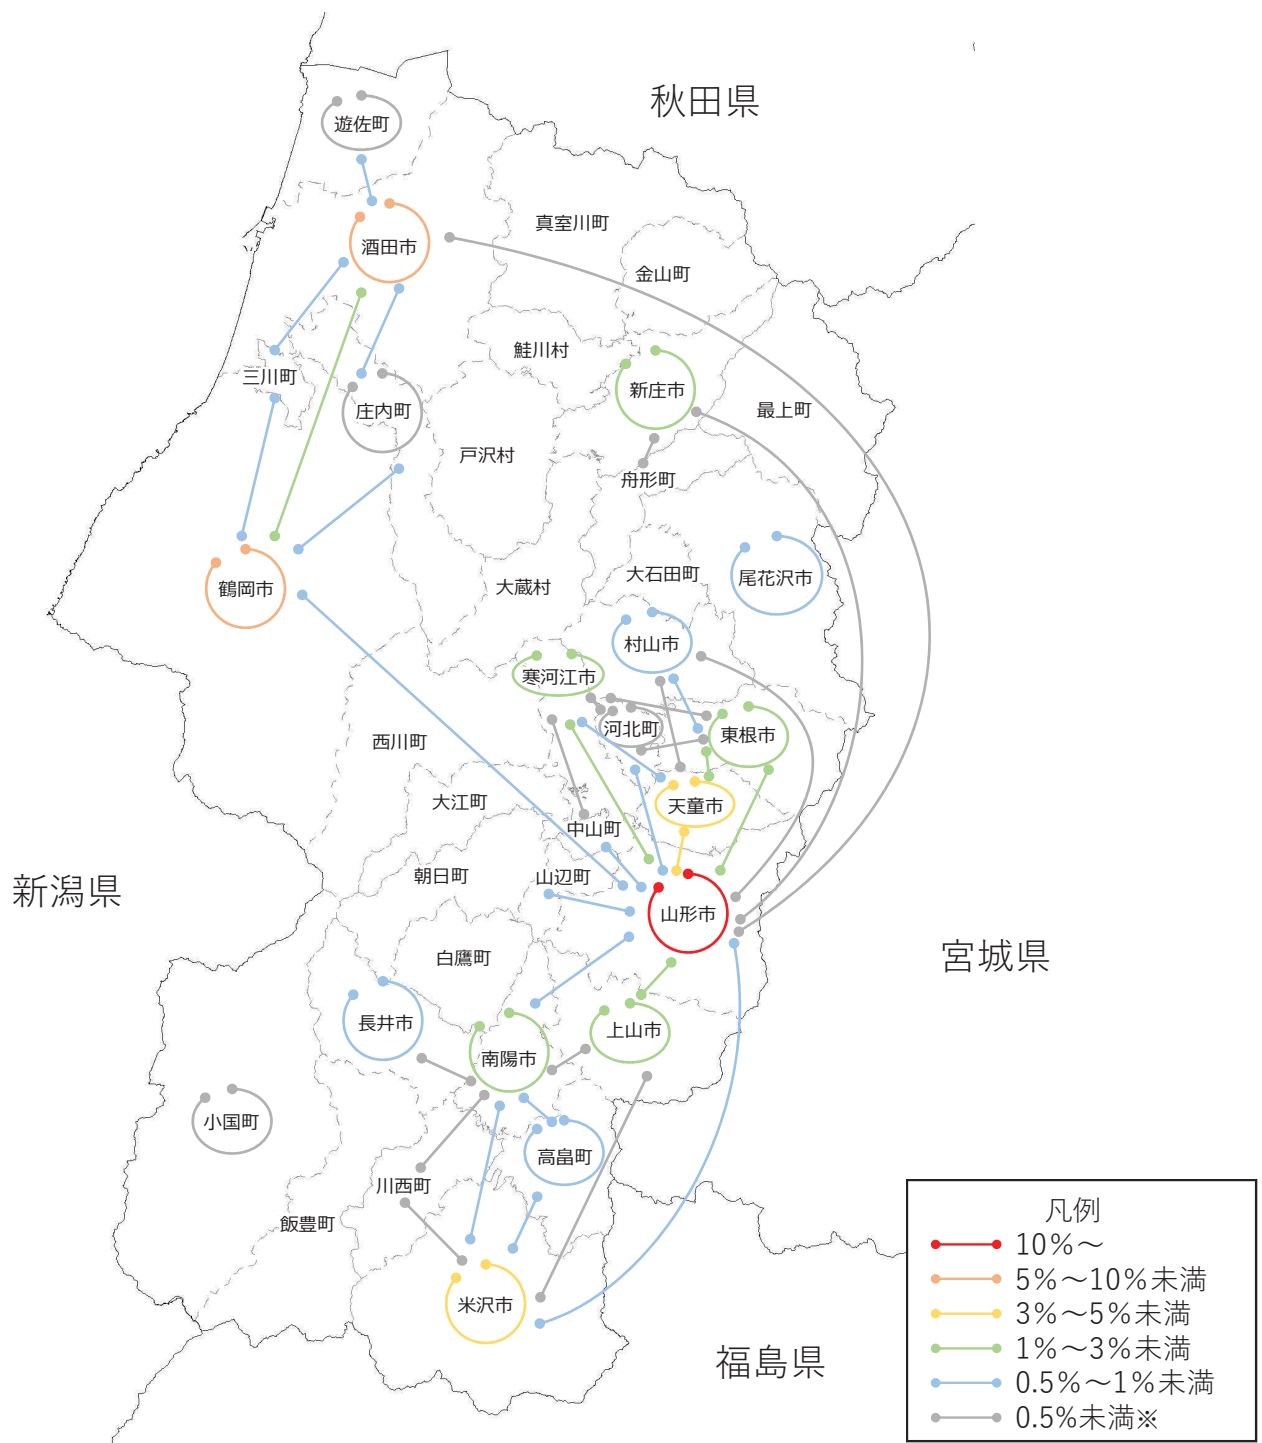 秋田県
遊佐町
真室川町
酒田市
金山町
鮭川村
三川町
新庄市
庄内町
最上町
戸沢村
舟形町
大石田町
尾花沢市
大蔵村
鶴岡市
村山市
寒河江市
河北町
東根市
西川町
大江町
天童市
中山町
朝日町
山辺町
新潟県
山形市
宮城県
白鷹町
長井市
上山市
南陽市
小国町
高畠町
川西町
飯豊町
米沢市
福島県
凡例
10%~
5%~10%未満
3%~5%未満
1%~3%未満
0.5%~1%未満
0.5%未満※